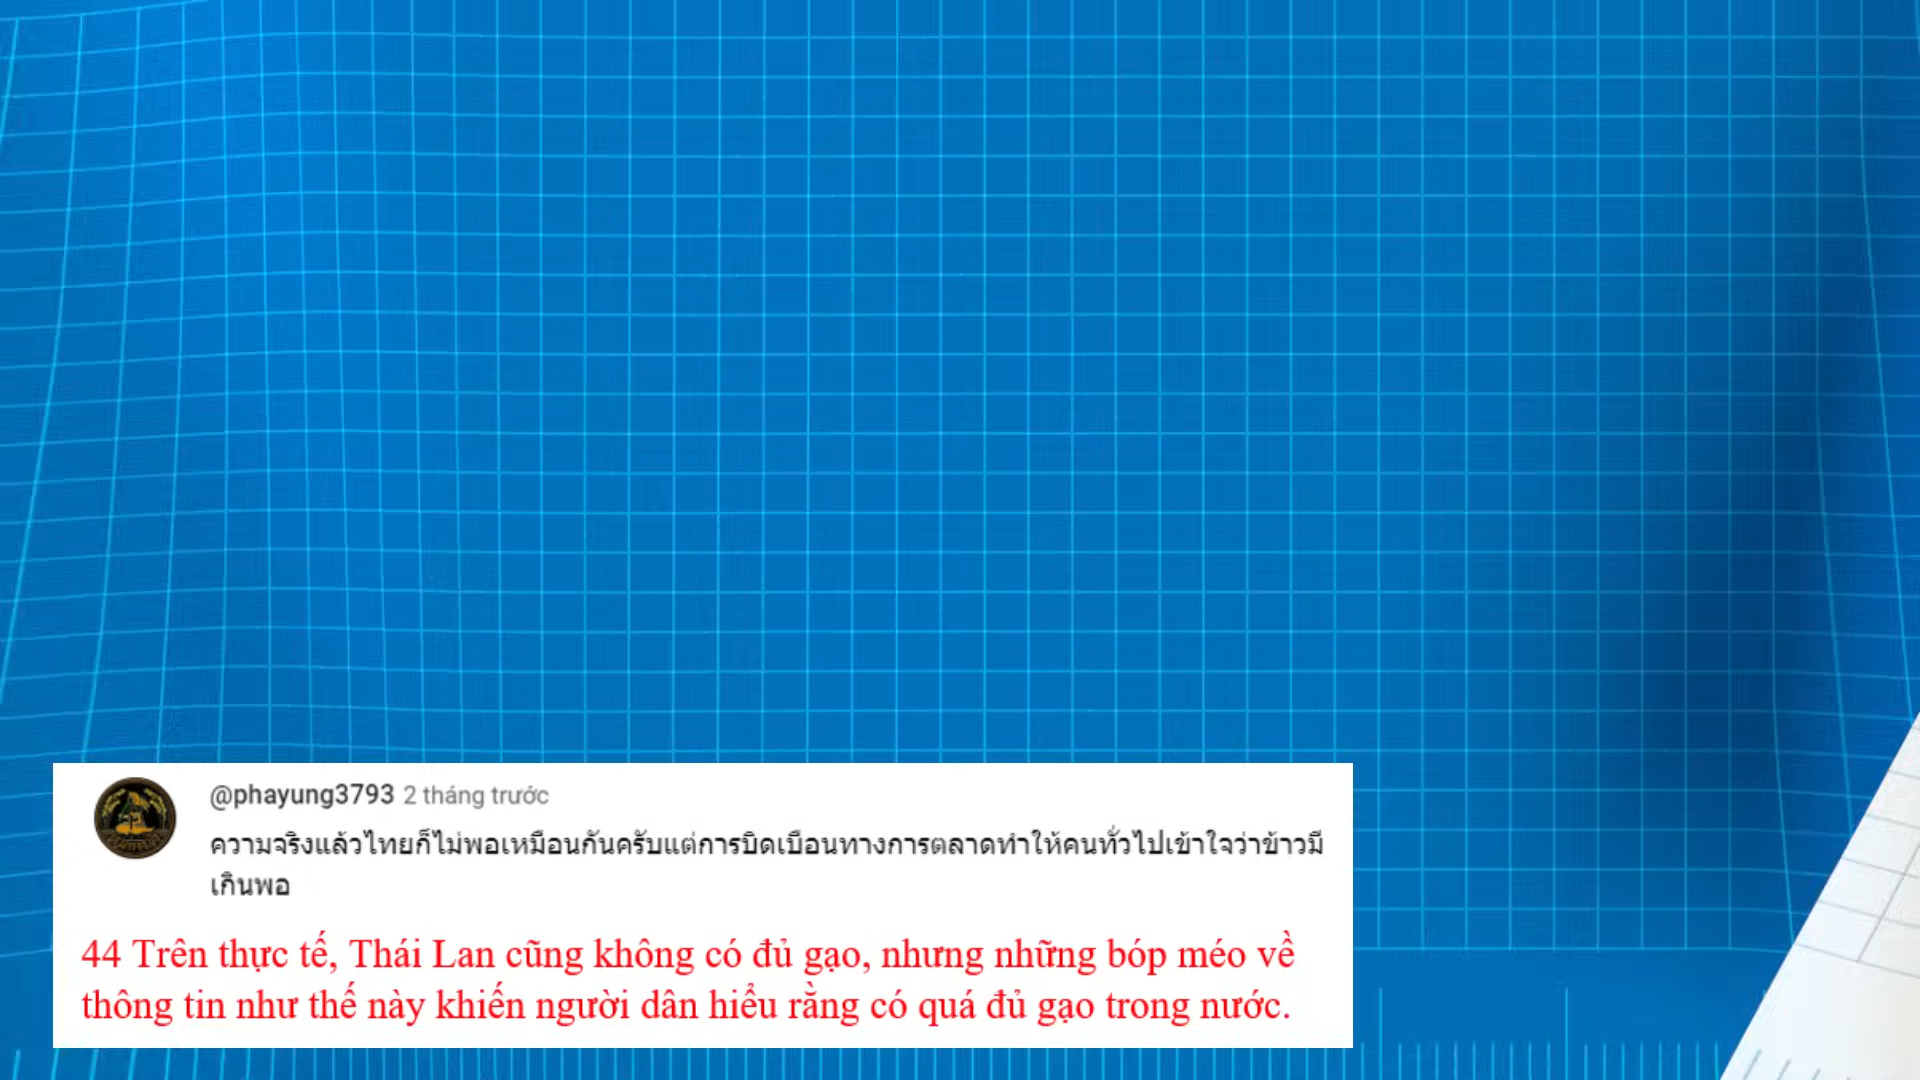 @phayung3793 2 tháng trước
ความจริงแล้วไทยก็ไม่พอเหมือนกันครับแต่การบิดเบือนทางการตลาดทำให้คนทั่วไปเข้าใจว่าข้าวมี
เกินพอ
44 Trên thực tế, Thái Lan cũng không có đủ gạo, nhưng những bóp méo về
thông tin như thế này khiến người dân hiểu rằng có quá đủ gạo trong nước.